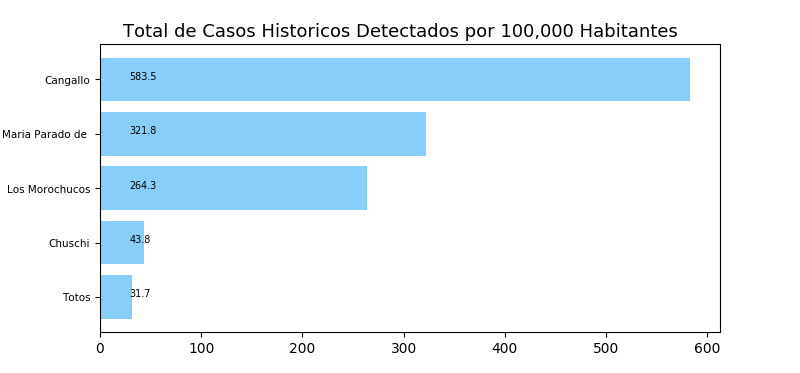 Total de Casos Historicos Detectados por 100,000 Habitantes
Cangallo 583.5
Maria Parado de 321.8
Los Morochucos 264.3
Chuschi 43.8
Totos 31.7
0 100 200 300 400 500 600